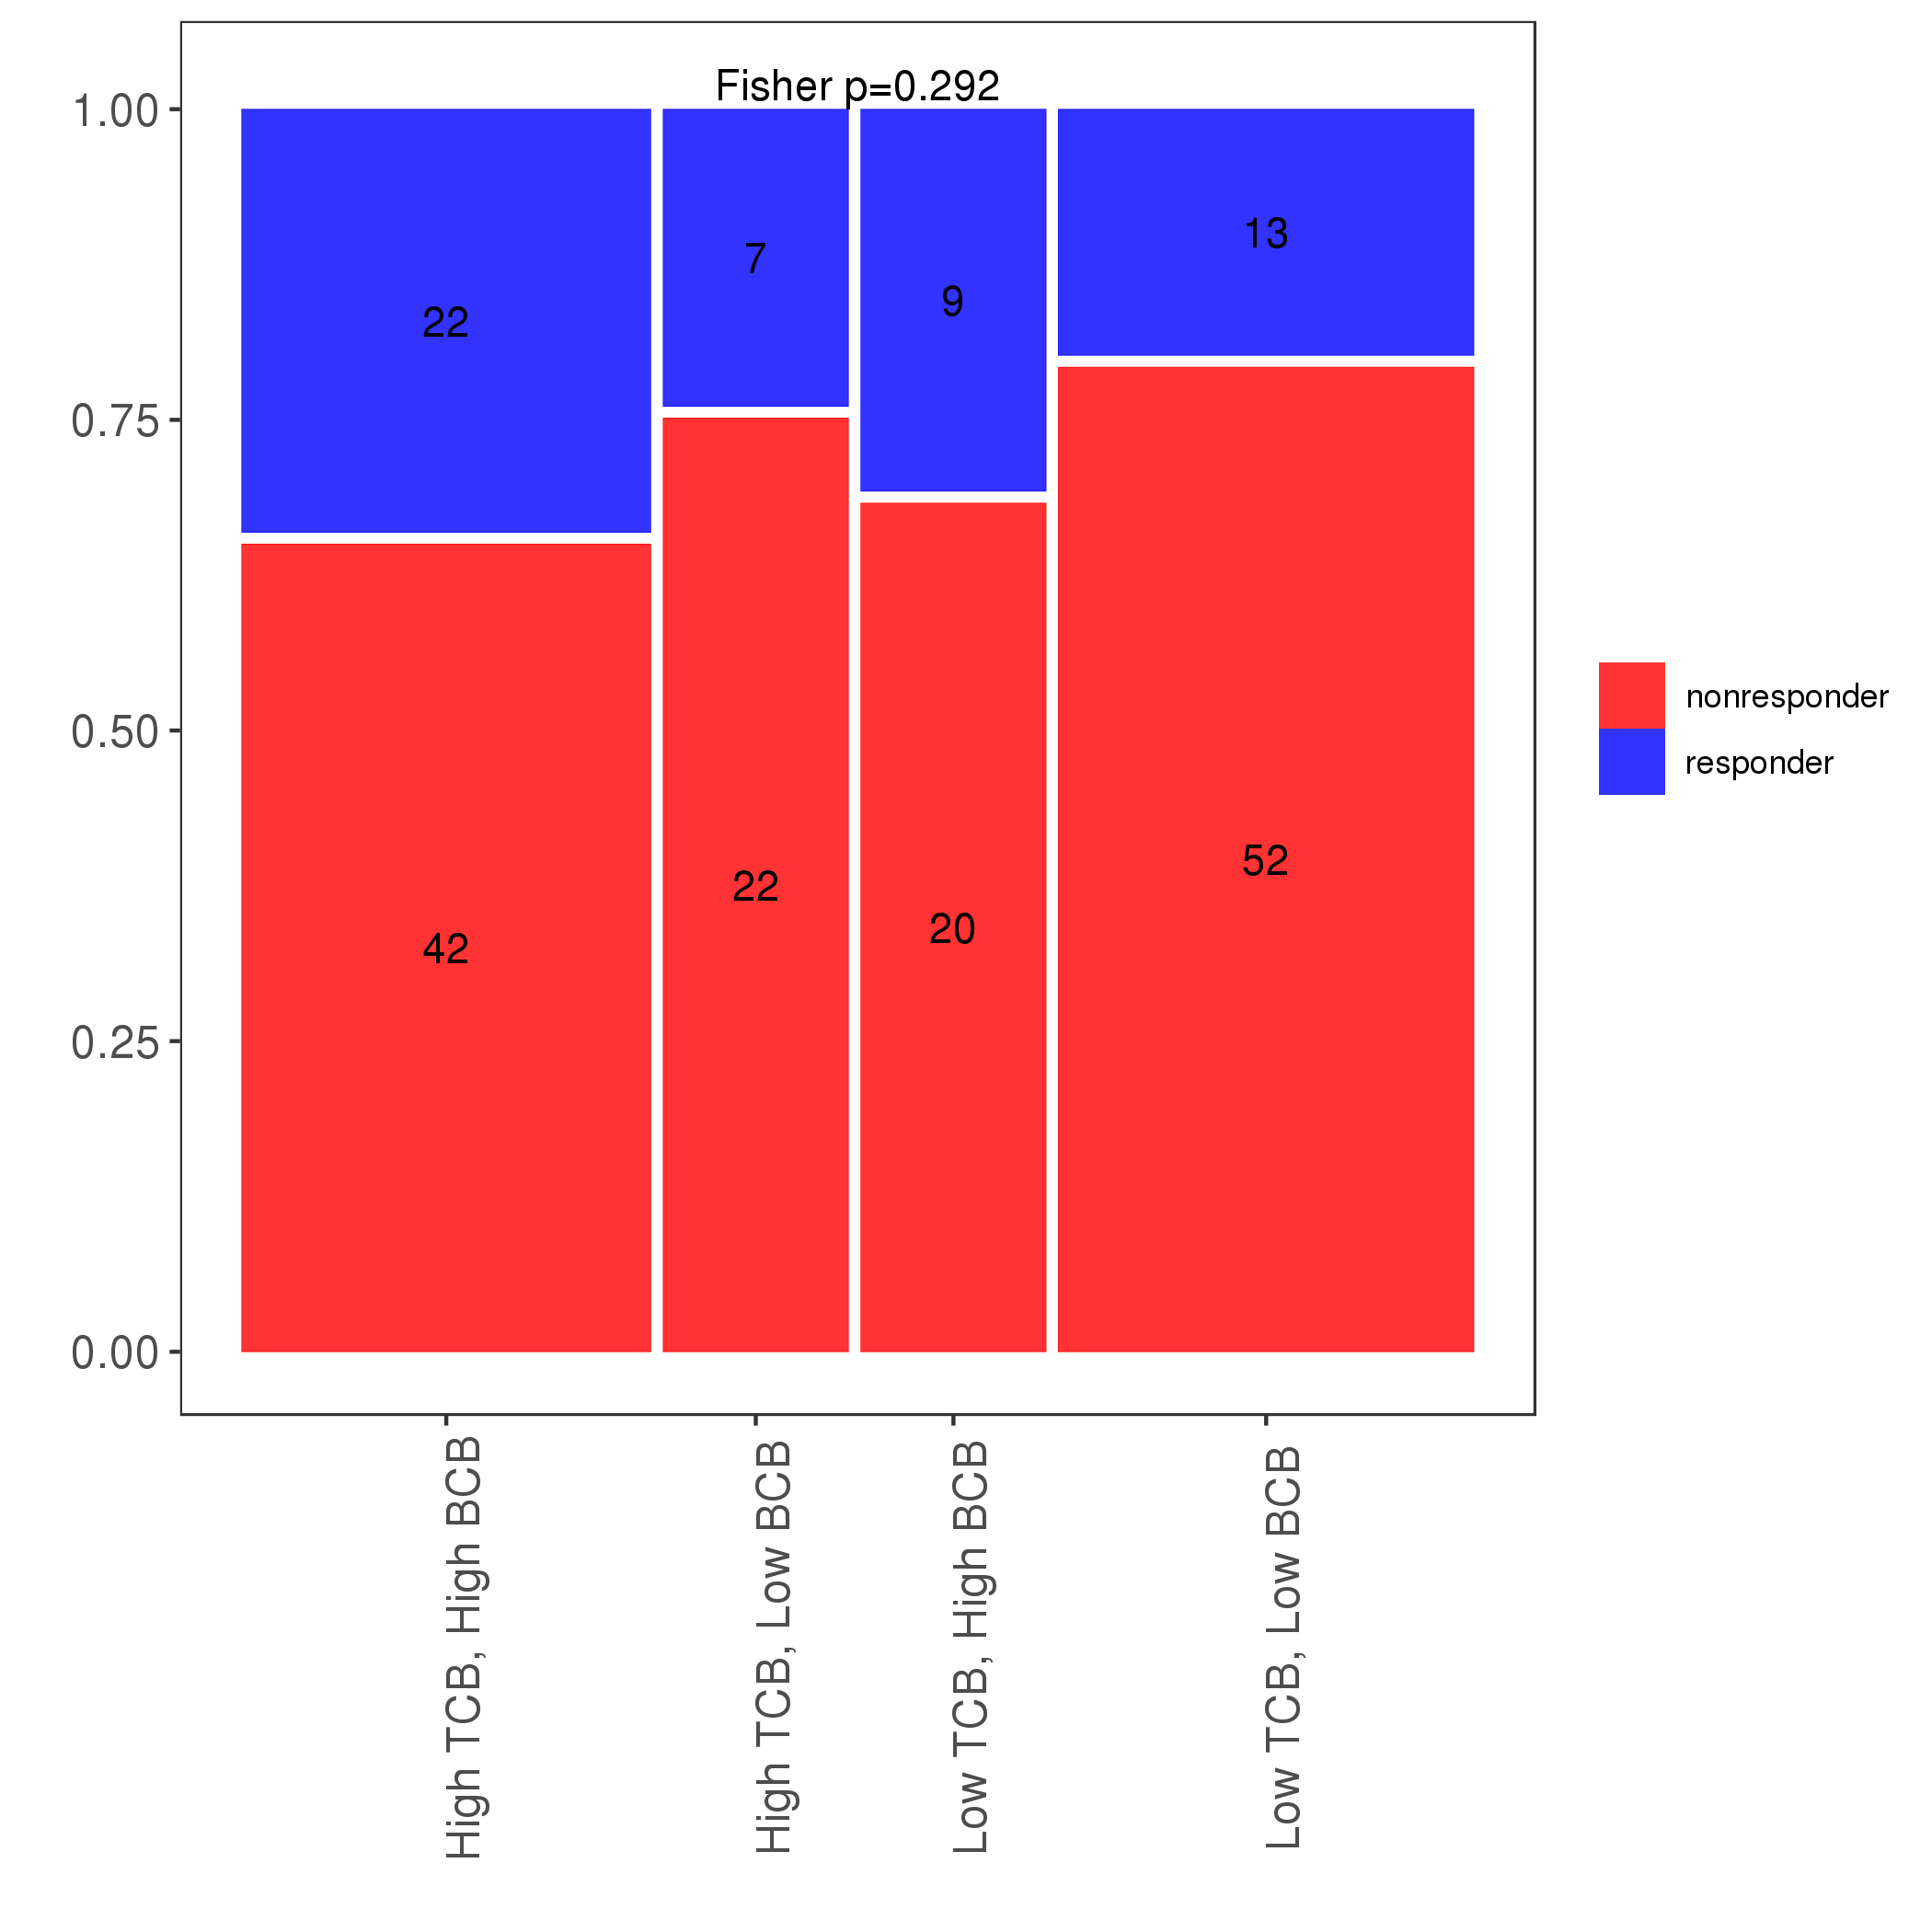 Fisher p=0.292
1.00
0.75
0.50
0.25
0.00
22
7
9
13
42
22
20
52
High TCB, High BCB
High TCB, Low BCB
Low TCB, High BCB
Low TCB, Low BCB
nonresponder
responder